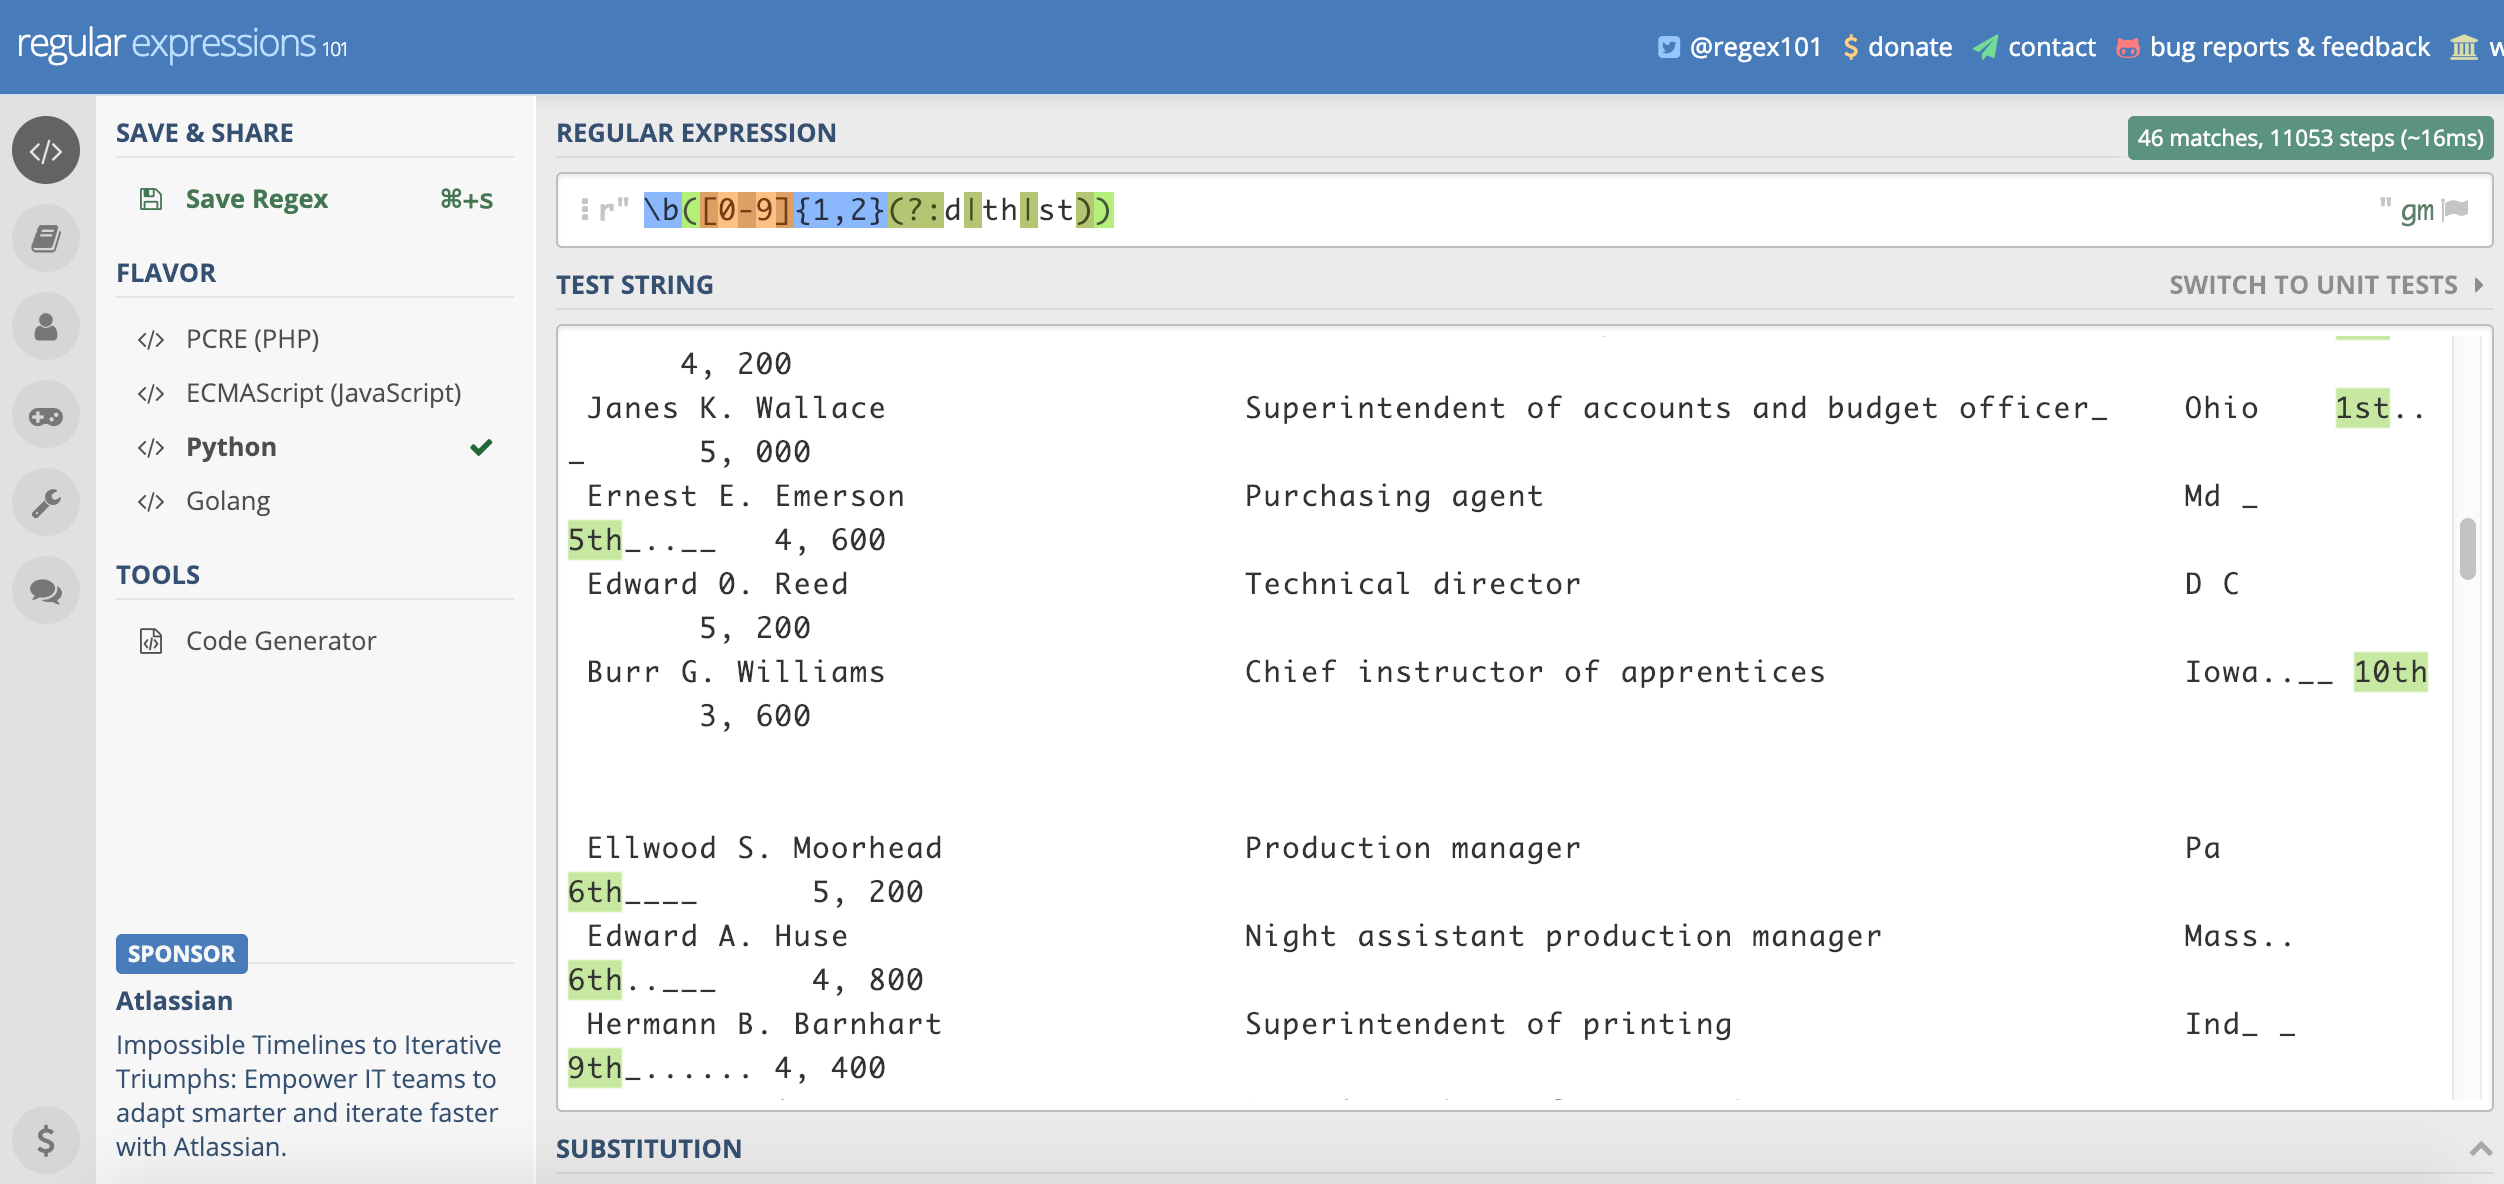 regular expressions 101
@regex101 $ donate contact bug reports & feedback w
SAVE & SHARE
Save Regex ⌘+s
FLAVOR
</> PCRE (PHP)
</> ECMAScript (JavaScript)
</> Python
</> Golang
TOOLS
Code Generator
SPONSOR
Atlassian
Impossible Timelines to Iterative
Triumphs: Empower IT teams to
adapt smarter and iterate faster
with Atlassian.
$
REGULAR EXPRESSION
46 matches, 11053 steps (~16ms)
r" \b([0-9]{1,2}(?:d|th|st)) " gm
TEST STRING
SWITCH TO UNIT TESTS
4, 200
Janes K. Wallace Superintendent of accounts and budget officer_ Ohio 1st..
_ 5, 000
Ernest E. Emerson Purchasing agent Md _
5th_..__ 4, 600
Edward 0. Reed Technical director D C
5, 200
Burr G. Williams Chief instructor of apprentices Iowa..__ 10th
3, 600
Ellwood S. Moorhead Production manager Pa
6th____ 5, 200
Edward A. Huse Night assistant production manager Mass..
6th..___ 4, 800
Hermann B. Barnhart Superintendent of printing Ind_ _
9th_...... 4, 400
SUBSTITUTION